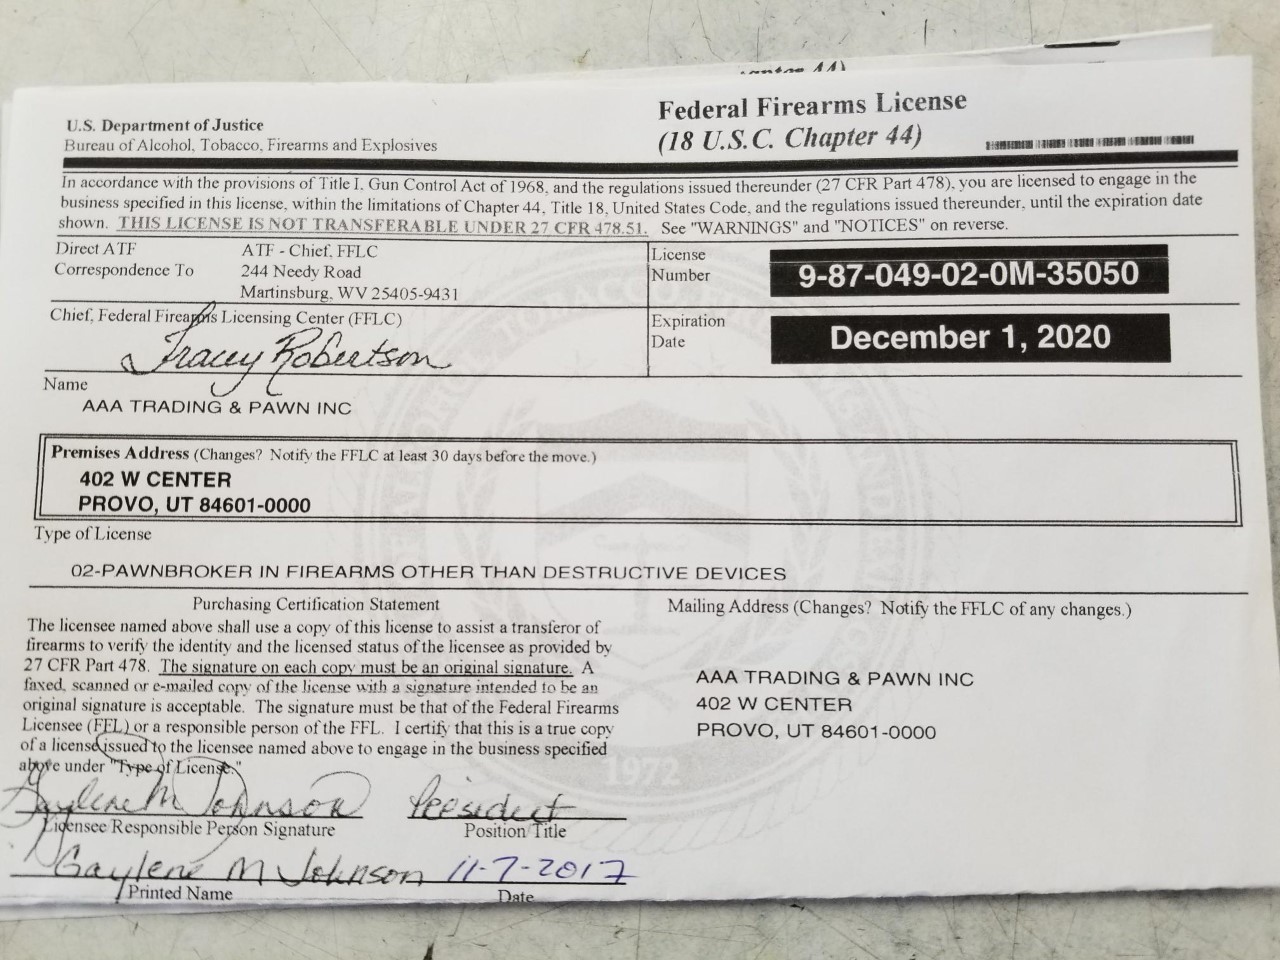 Federal Firearms License
(18 U.S.C. Chapter 44)
U.S. Department of Justice
Bureau of Alcohol, Tobacco, Firearms and Explosives
In accordance with the provisions of Title I, Gun Control Act of 1968, and the regulations issued thereunder (27 CFR Part 478), you are licensed to engage in the
business specified in this license, within the limitations of Chapter 44, Title 18, United States Code, and the regulations issued thereunder, until the expiration date
shown. THIS LICENSE IS NOT TRANSFERABLE UNDER 27 CFR 478.51. See "WARNINGS" and "NOTICES" on reverse.
Direct ATF
Correspondence To
ATF - Chief, FFLC
244 Needy Road
Martinsburg, WV 25405-9431
License
Number
9-87-049-02-0M-35050
Chief, Federal Firearms Licensing Center (FFLC)
Tracey Robertson
Expiration
Date
December 1, 2020
Name
AAA TRADING & PAWN INC
Premises Address (Changes? Notify the FFLC at least 30 days before the move.)
402 W CENTER
PROVO, UT 84601-0000
Type of License
02-PAWNBROKER IN FIREARMS OTHER THAN DESTRUCTIVE DEVICES
Purchasing Certification Statement
The licensee named above shall use a copy of this license to assist a transferor of
firearms to verify the identity and the licensed status of the licensee as provided by
27 CFR Part 478. The signature on each copy must be an original signature. A
faxed, scanned or e-mailed copy of the license with a signature intended to be an
original signature is acceptable. The signature must be that of the Federal Firearms
Licensee (FFL) or a responsible person of the FFL. I certify that this is a true copy
of a license issued to the licensee named above to engage in the business specified
above under "Type of License."
Mailing Address (Changes? Notify the FFLC of any changes.)
AAA TRADING & PAWN INC
402 W CENTER
PROVO, UT 84601-0000
1972
Gaylene M Johnson President
Licensee Responsible Person Signature Position Title
Gaylene M Johnson 11-7-2017
Printed Name Date